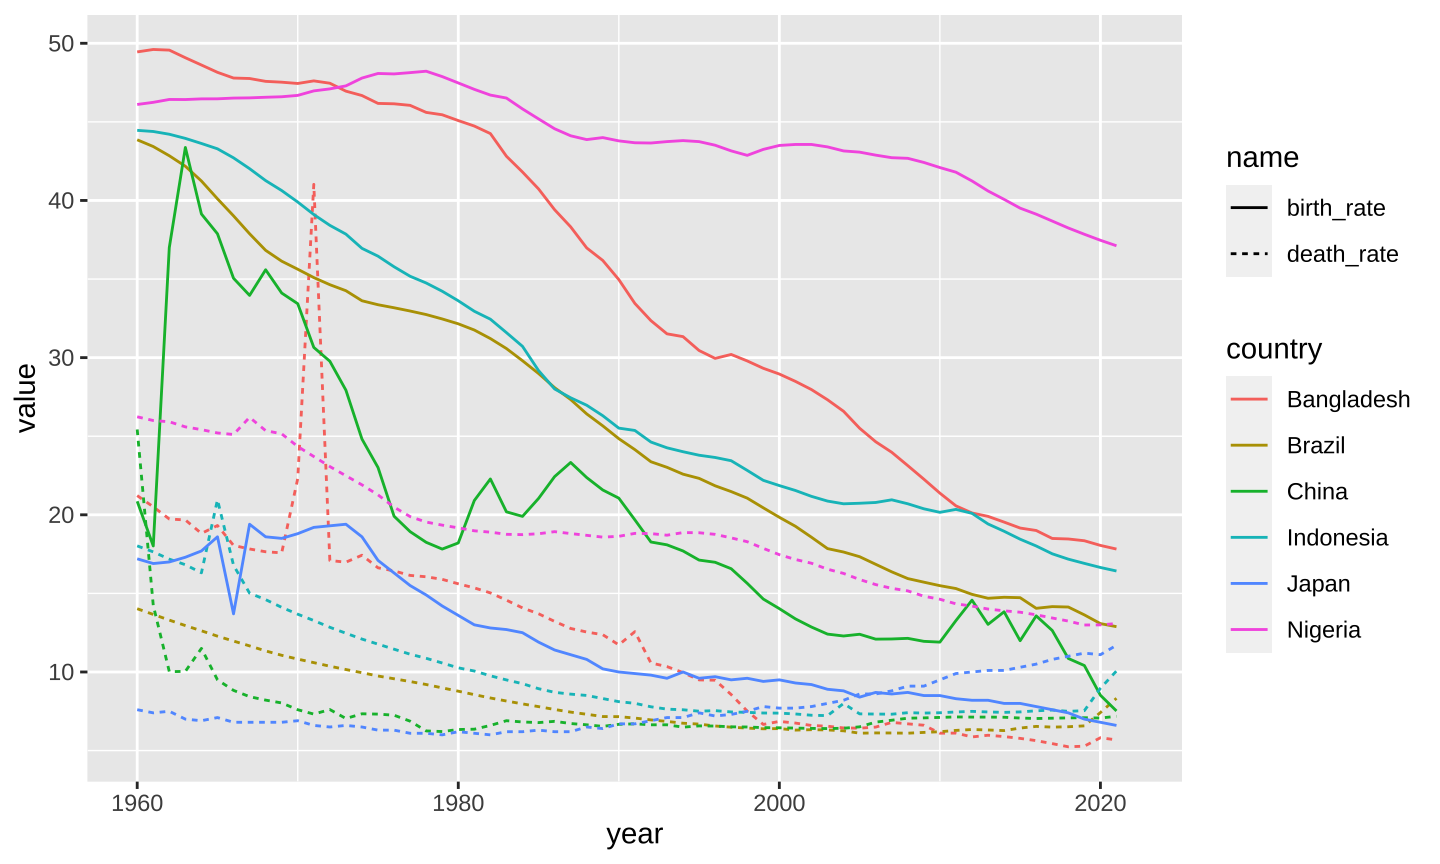 50
40
30
20
10
value
1960 1980 2000 2020
year
name
birth_rate
death_rate
country
Bangladesh
Brazil
China
Indonesia
Japan
Nigeria